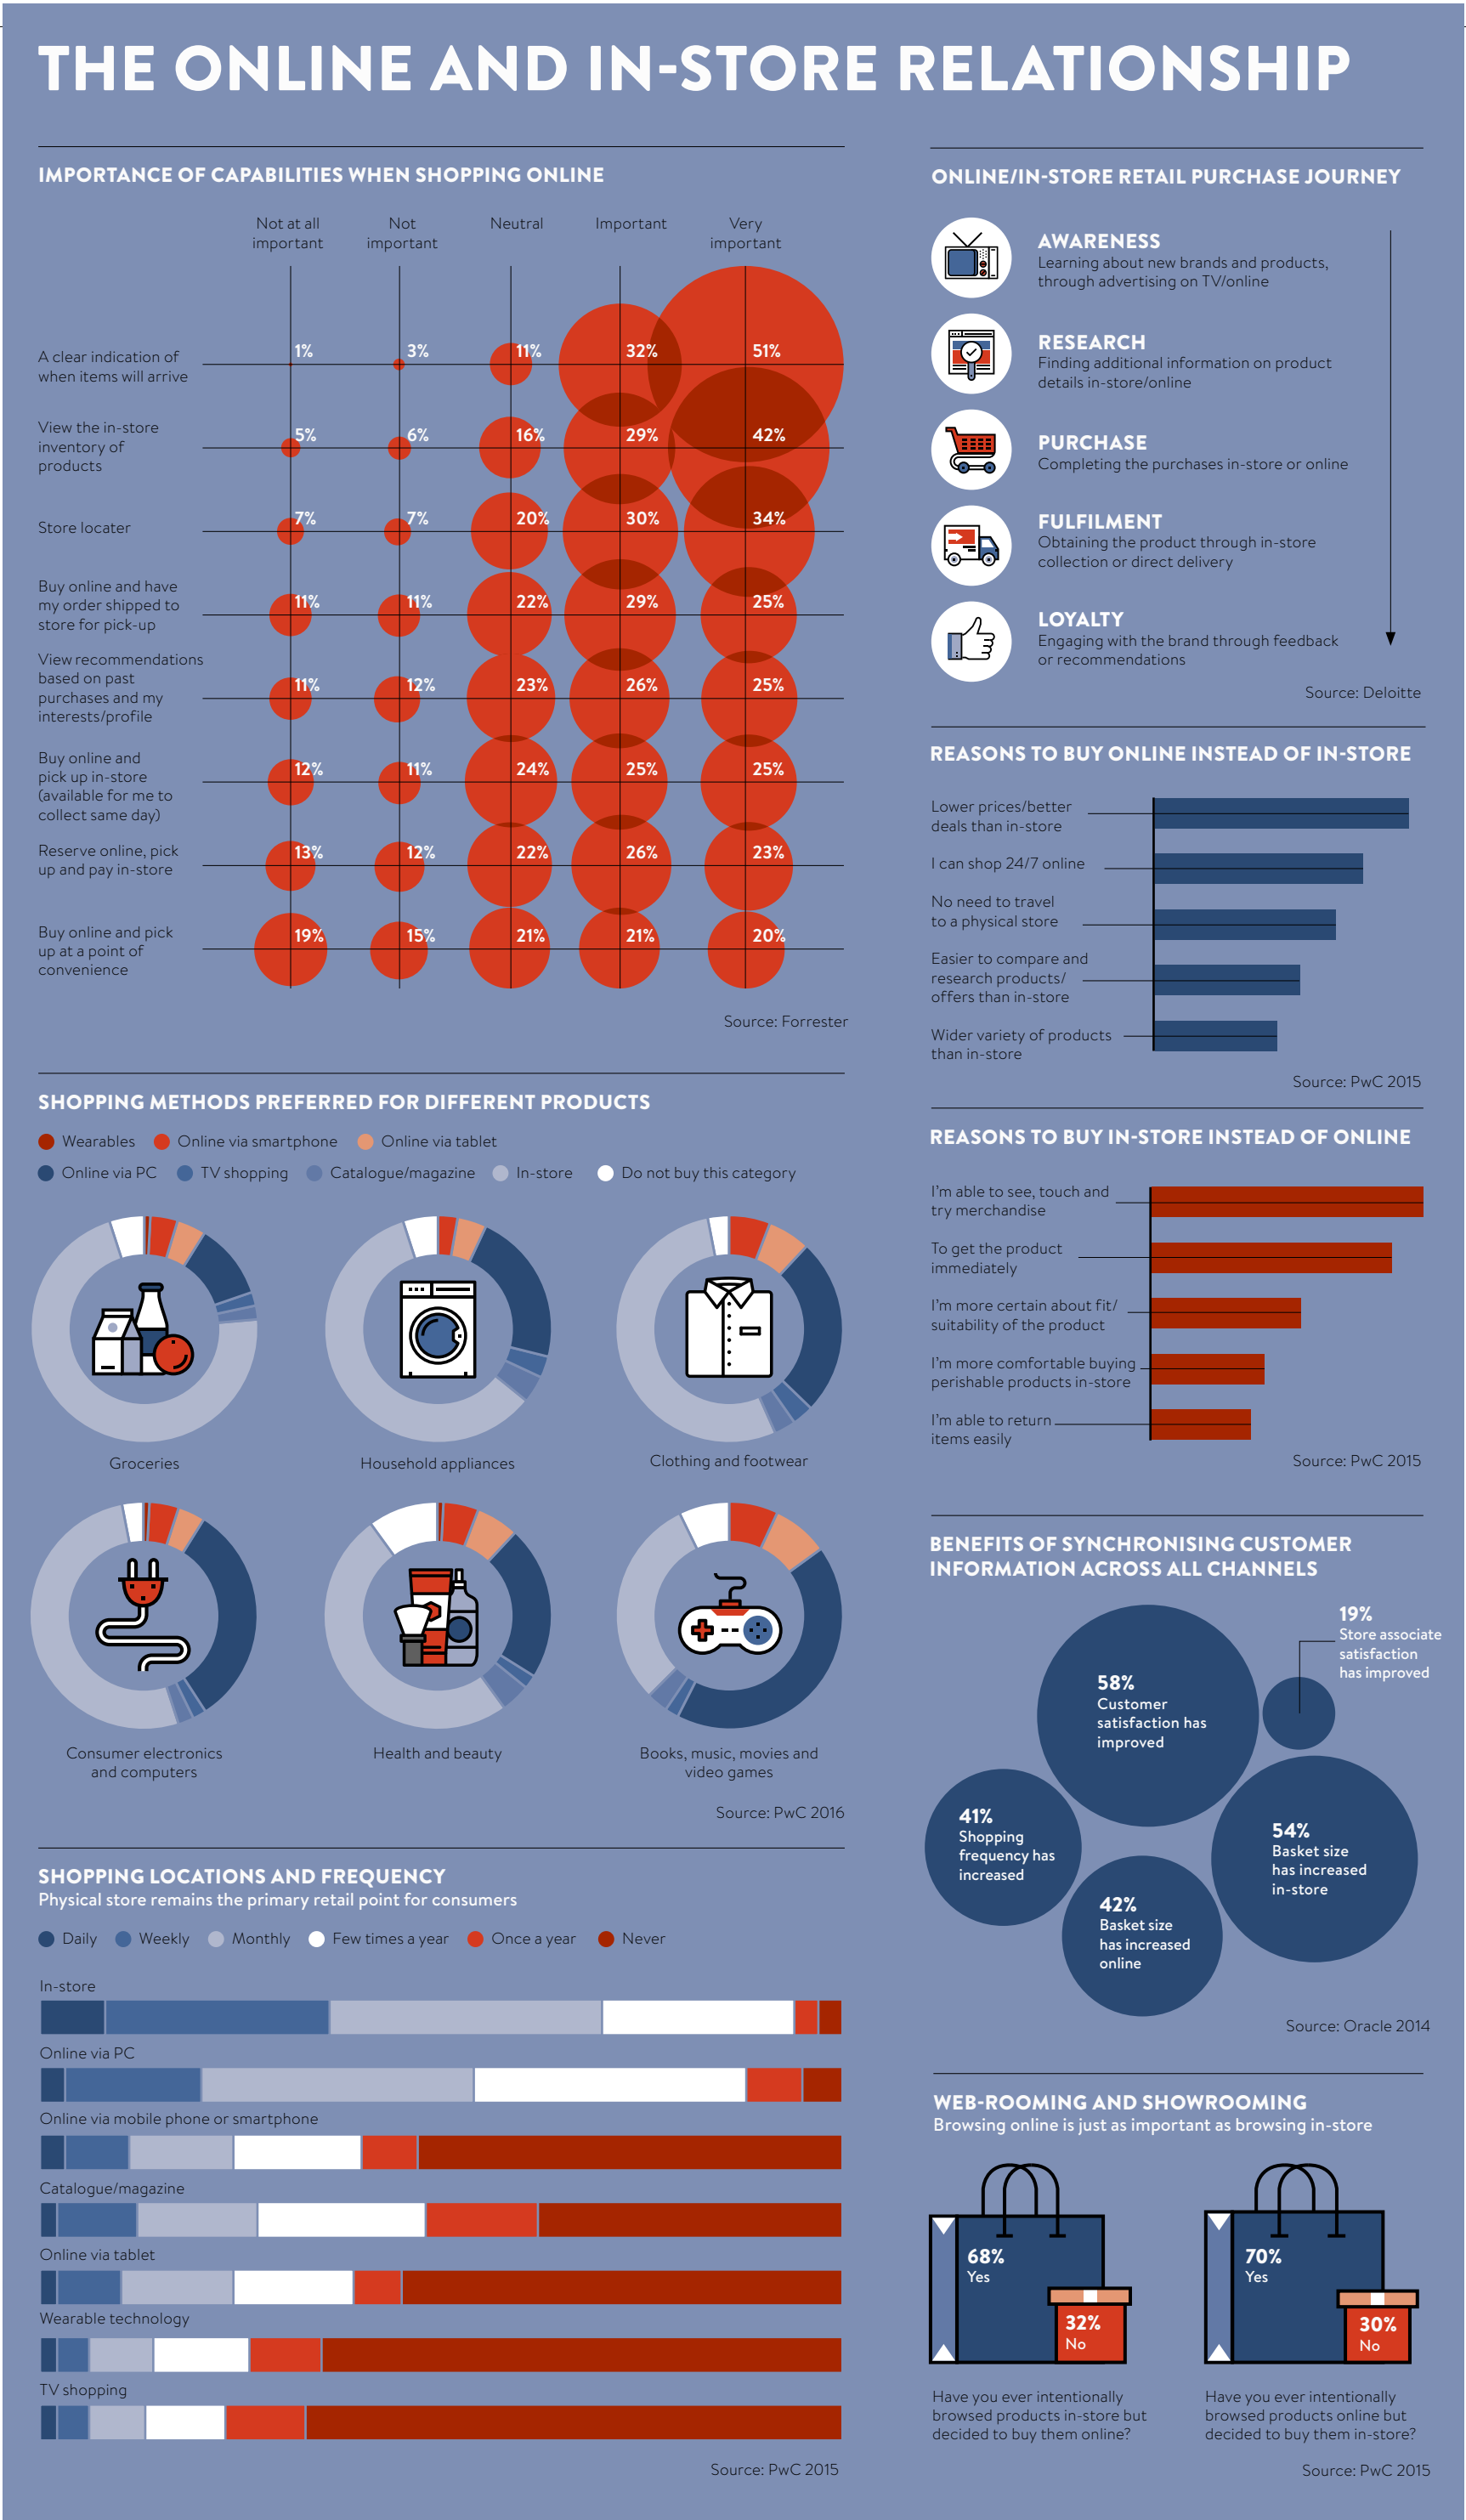 THE ONLINE AND IN-STORE RELATIONSHIP
IMPORTANCE OF CAPABILITIES WHEN SHOPPING ONLINE
Not at all
important
Not
important
Neutral
Important
Very
important
A clear indication of
when items will arrive
1%
3%
11%
32%
51%
View the in-store
inventory of
products
5%
6%
16%
29%
42%
Store locater
7%
7%
20%
30%
34%
Buy online and have
my order shipped to
store for pick-up
11%
11%
22%
29%
25%
View recommendations
based on past
purchases and my
interests/profile
11%
12%
23%
26%
25%
Buy online and
pick up in-store
(available for me to
collect same day)
12%
11%
24%
25%
25%
Reserve online, pick
up and pay in-store
13%
12%
22%
26%
23%
Buy online and pick
up at a point of
convenience
19%
15%
21%
21%
20%
Source: Forrester
SHOPPING METHODS PREFERRED FOR DIFFERENT PRODUCTS
Wearables
Online via smartphone
Online via tablet
Online via PC
TV shopping
Catalogue/magazine
In-store
Do not buy this category
Groceries
Household appliances
Clothing and footwear
Consumer electronics
and computers
Health and beauty
Books, music, movies and
video games
Source: PwC 2016
SHOPPING LOCATIONS AND FREQUENCY
Physical store remains the primary retail point for consumers
Daily
Weekly
Monthly
Few times a year
Once a year
Never
In-store
Online via PC
Online via mobile phone or smartphone
Catalogue/magazine
Online via tablet
Wearable technology
TV shopping
Source: PwC 2015
ONLINE/IN-STORE RETAIL PURCHASE JOURNEY
AWARENESS
Learning about new brands and products,
through advertising on TV/online
RESEARCH
Finding additional information on product
details in-store/online
PURCHASE
Completing the purchases in-store or online
FULFILMENT
Obtaining the product through in-store
collection or direct delivery
LOYALTY
Engaging with the brand through feedback
or recommendations
Source: Deloitte
REASONS TO BUY ONLINE INSTEAD OF IN-STORE
Lower prices/better
deals than in-store
I can shop 24/7 online
No need to travel
to a physical store
Easier to compare and
research products/
offers than in-store
Wider variety of products
than in-store
Source: PwC 2015
REASONS TO BUY IN-STORE INSTEAD OF ONLINE
I'm able to see, touch and
try merchandise
To get the product
immediately
I'm more certain about fit/
suitability of the product
I'm more comfortable buying
perishable products in-store
I'm able to return
items easily
Source: PwC 2015
BENEFITS OF SYNCHRONISING CUSTOMER
INFORMATION ACROSS ALL CHANNELS
19%
Store associate
satisfaction
has improved
58%
Customer
satisfaction has
improved
41%
Shopping
frequency has
increased
54%
Basket size
has increased
in-store
42%
Basket size
has increased
online
Source: Oracle 2014
WEB-ROOMING AND SHOWROOMING
Browsing online is just as important as browsing in-store
68%
Yes
32%
No
Have you ever intentionally
browsed products in-store but
decided to buy them online?
70%
Yes
30%
No
Have you ever intentionally
browsed products online but
decided to buy them in-store?
Source: PwC 2015